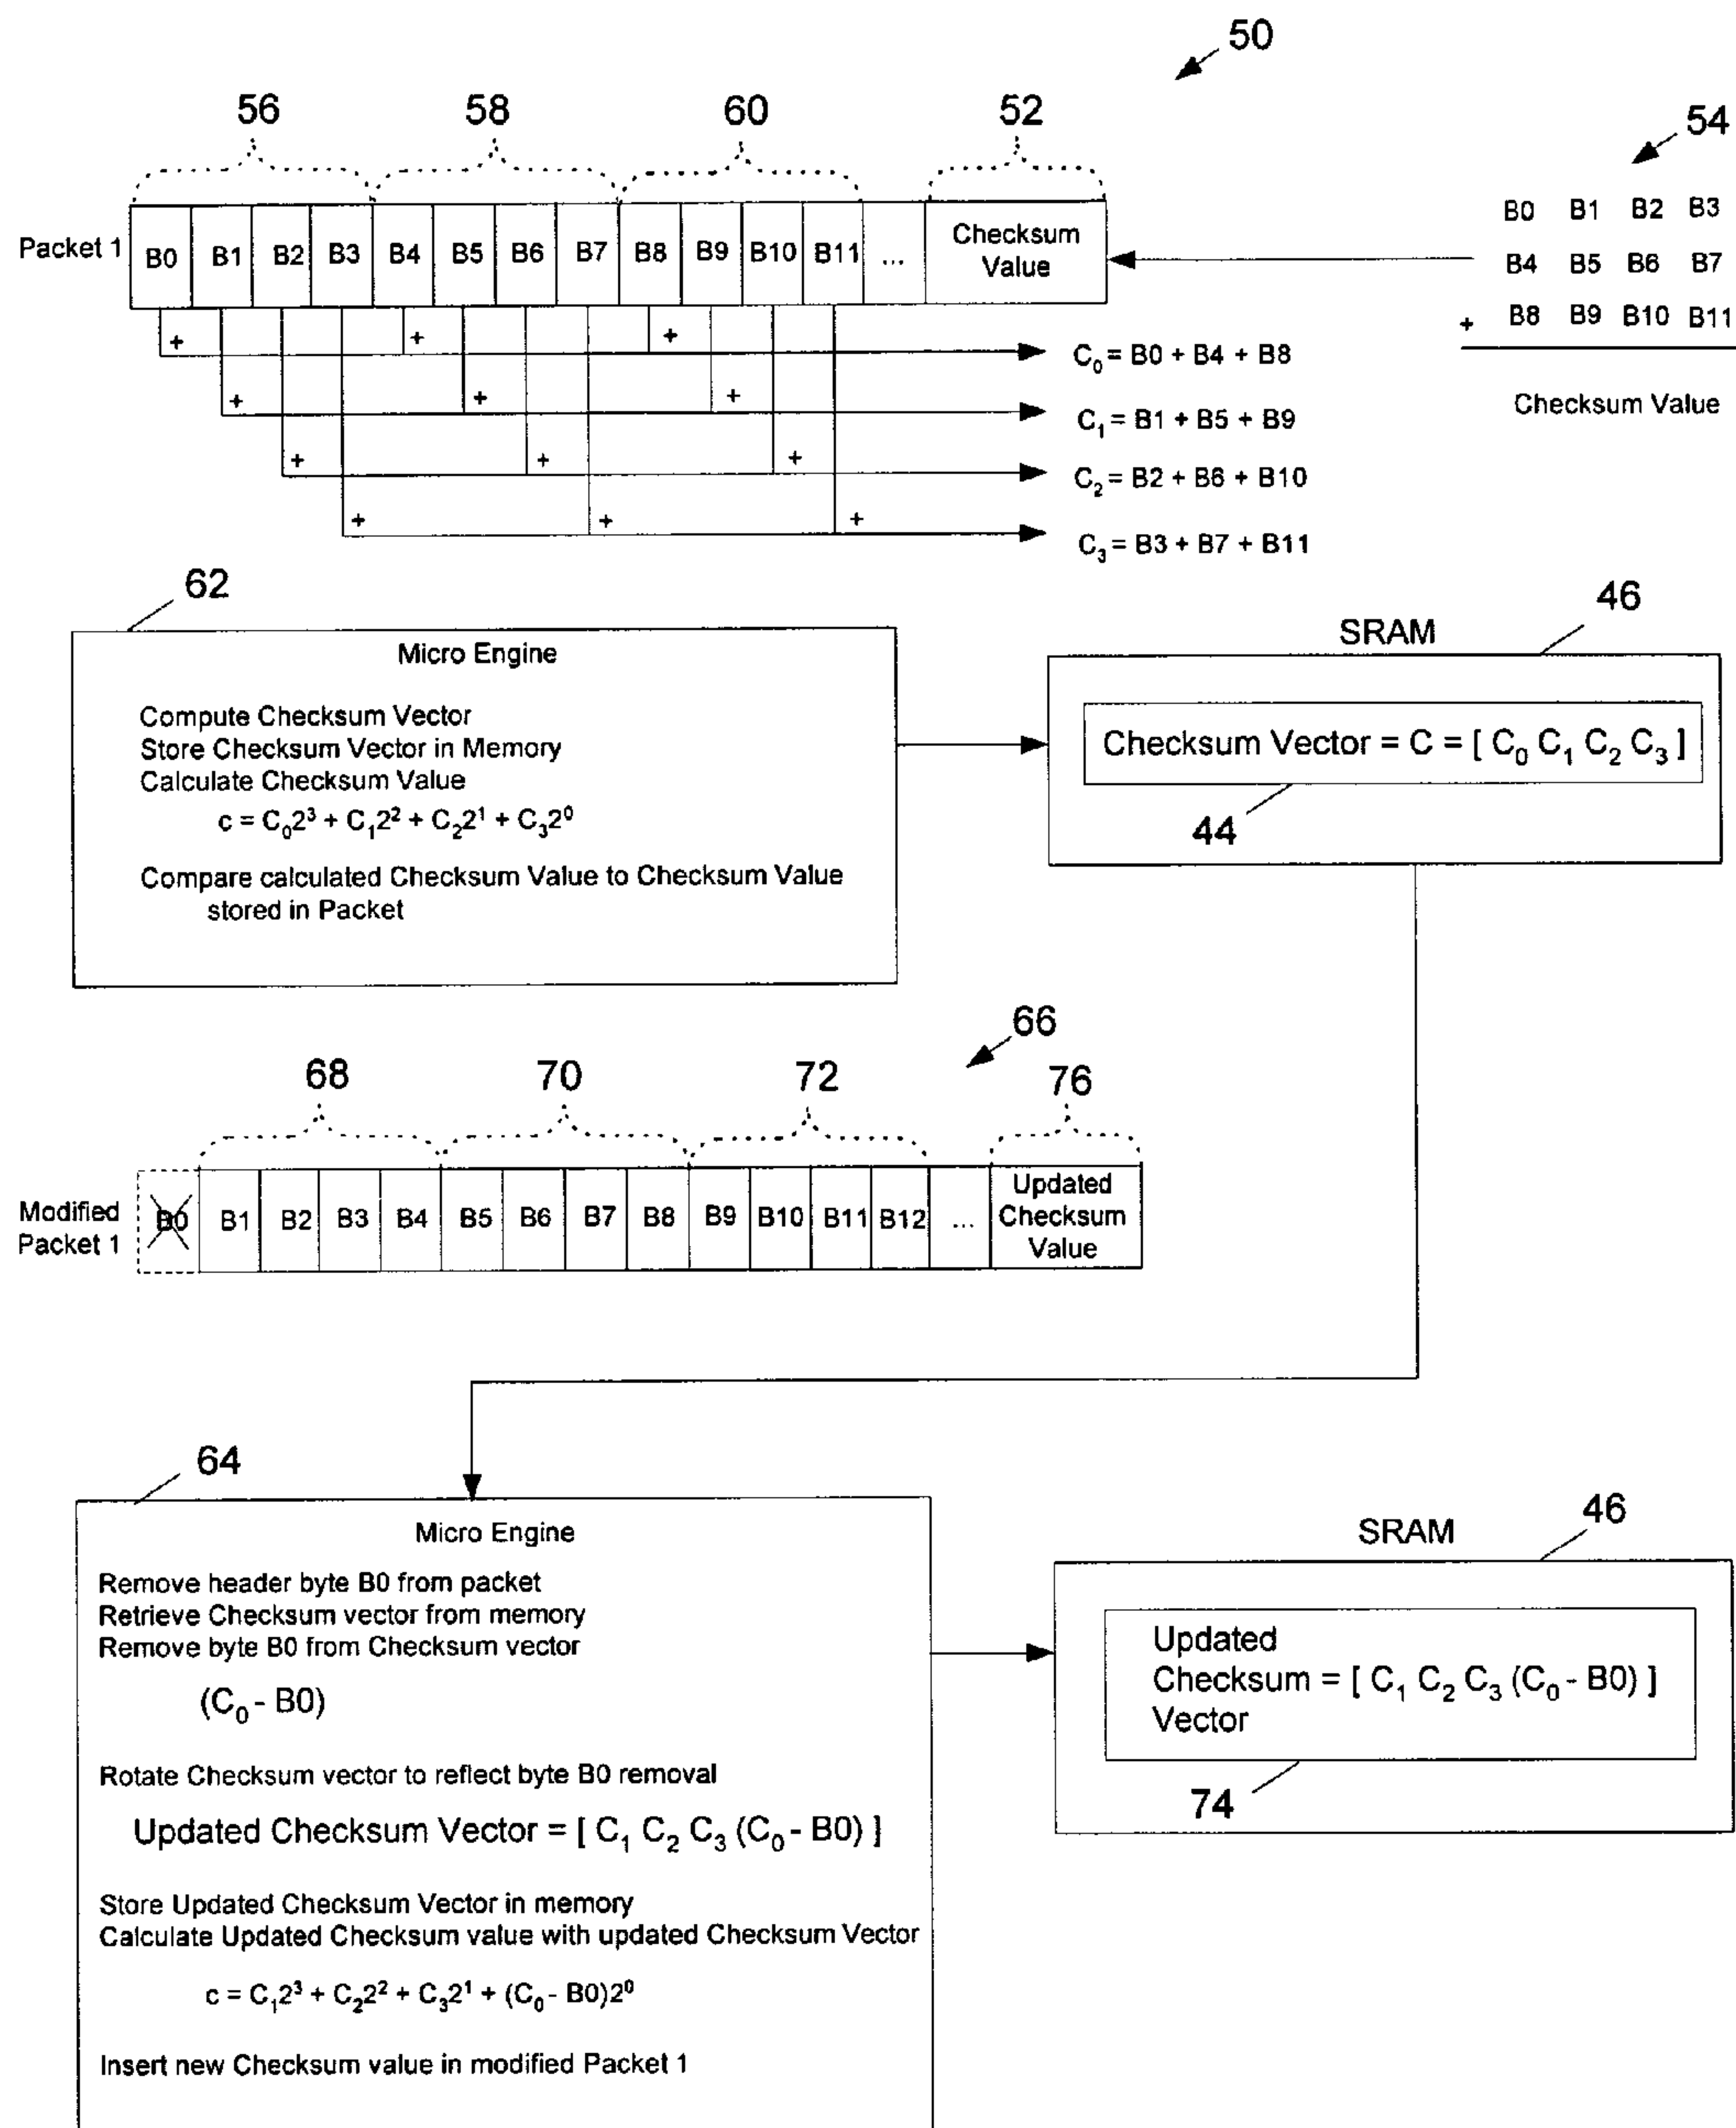 50
56 58 60 52
54
B0 B1 B2 B3
B4 B5 B6 B7
+ B8 B9 B10 B11
Checksum Value
Packet 1 B0 B1 B2 B3 B4 B5 B6 B7 B8 B9 B10 B11 ... Checksum Value
+ + + C₀ = B0 + B4 + B8
+ + + C₁ = B1 + B5 + B9
+ + + C₂ = B2 + B6 + B10
+ + + C₃ = B3 + B7 + B11
62
Micro Engine
Compute Checksum Vector
Store Checksum Vector in Memory
Calculate Checksum Value
c = C₀2³ + C₁2² + C₂2¹ + C₃2⁰
Compare calculated Checksum Value to Checksum Value
stored in Packet
46
SRAM
Checksum Vector = C = [ C₀ C₁ C₂ C₃ ]
44
66
68 70 72 76
Modified
Packet 1
B0 B1 B2 B3 B4 B5 B6 B7 B8 B9 B10 B11 B12 ...
Updated
Checksum
Value
64
Micro Engine
Remove header byte B0 from packet
Retrieve Checksum vector from memory
Remove byte B0 from Checksum vector
(C₀ - B0)
Rotate Checksum vector to reflect byte B0 removal
Updated Checksum Vector = [ C₁ C₂ C₃ (C₀ - B0) ]
Store Updated Checksum Vector in memory
Calculate Updated Checksum value with updated Checksum Vector
c = C₁2³ + C₂2² + C₃2¹ + (C₀ - B0)2⁰
Insert new Checksum value in modified Packet 1
46
SRAM
Updated
Checksum = [ C₁ C₂ C₃ (C₀ - B0) ]
Vector
74